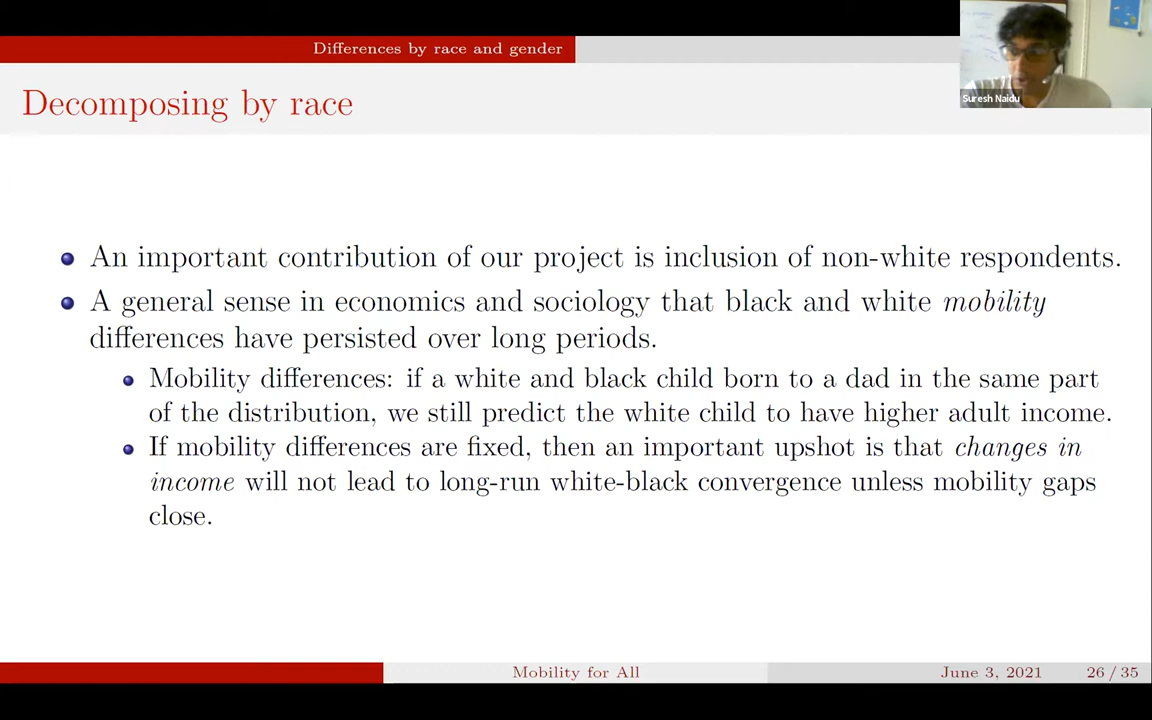 Differences by race and gender
Suresh Naidu
Decomposing by race
An important contribution of our project is inclusion of non-white respondents.
A general sense in economics and sociology that black and white mobility
differences have persisted over long periods.
Mobility differences: if a white and black child born to a dad in the same part
of the distribution, we still predict the white child to have higher adult income.
If mobility differences are fixed, then an important upshot is that changes in
income will not lead to long-run white-black convergence unless mobility gaps
close.
Mobility for All
June 3, 2021
26 / 35